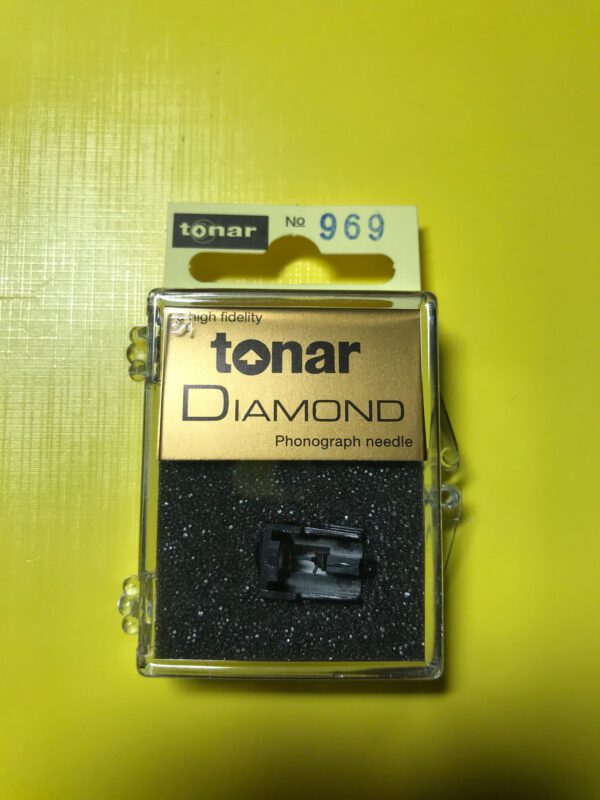 tonar No 969
high fidelity
tonar
DIAMOND
Phonograph needle